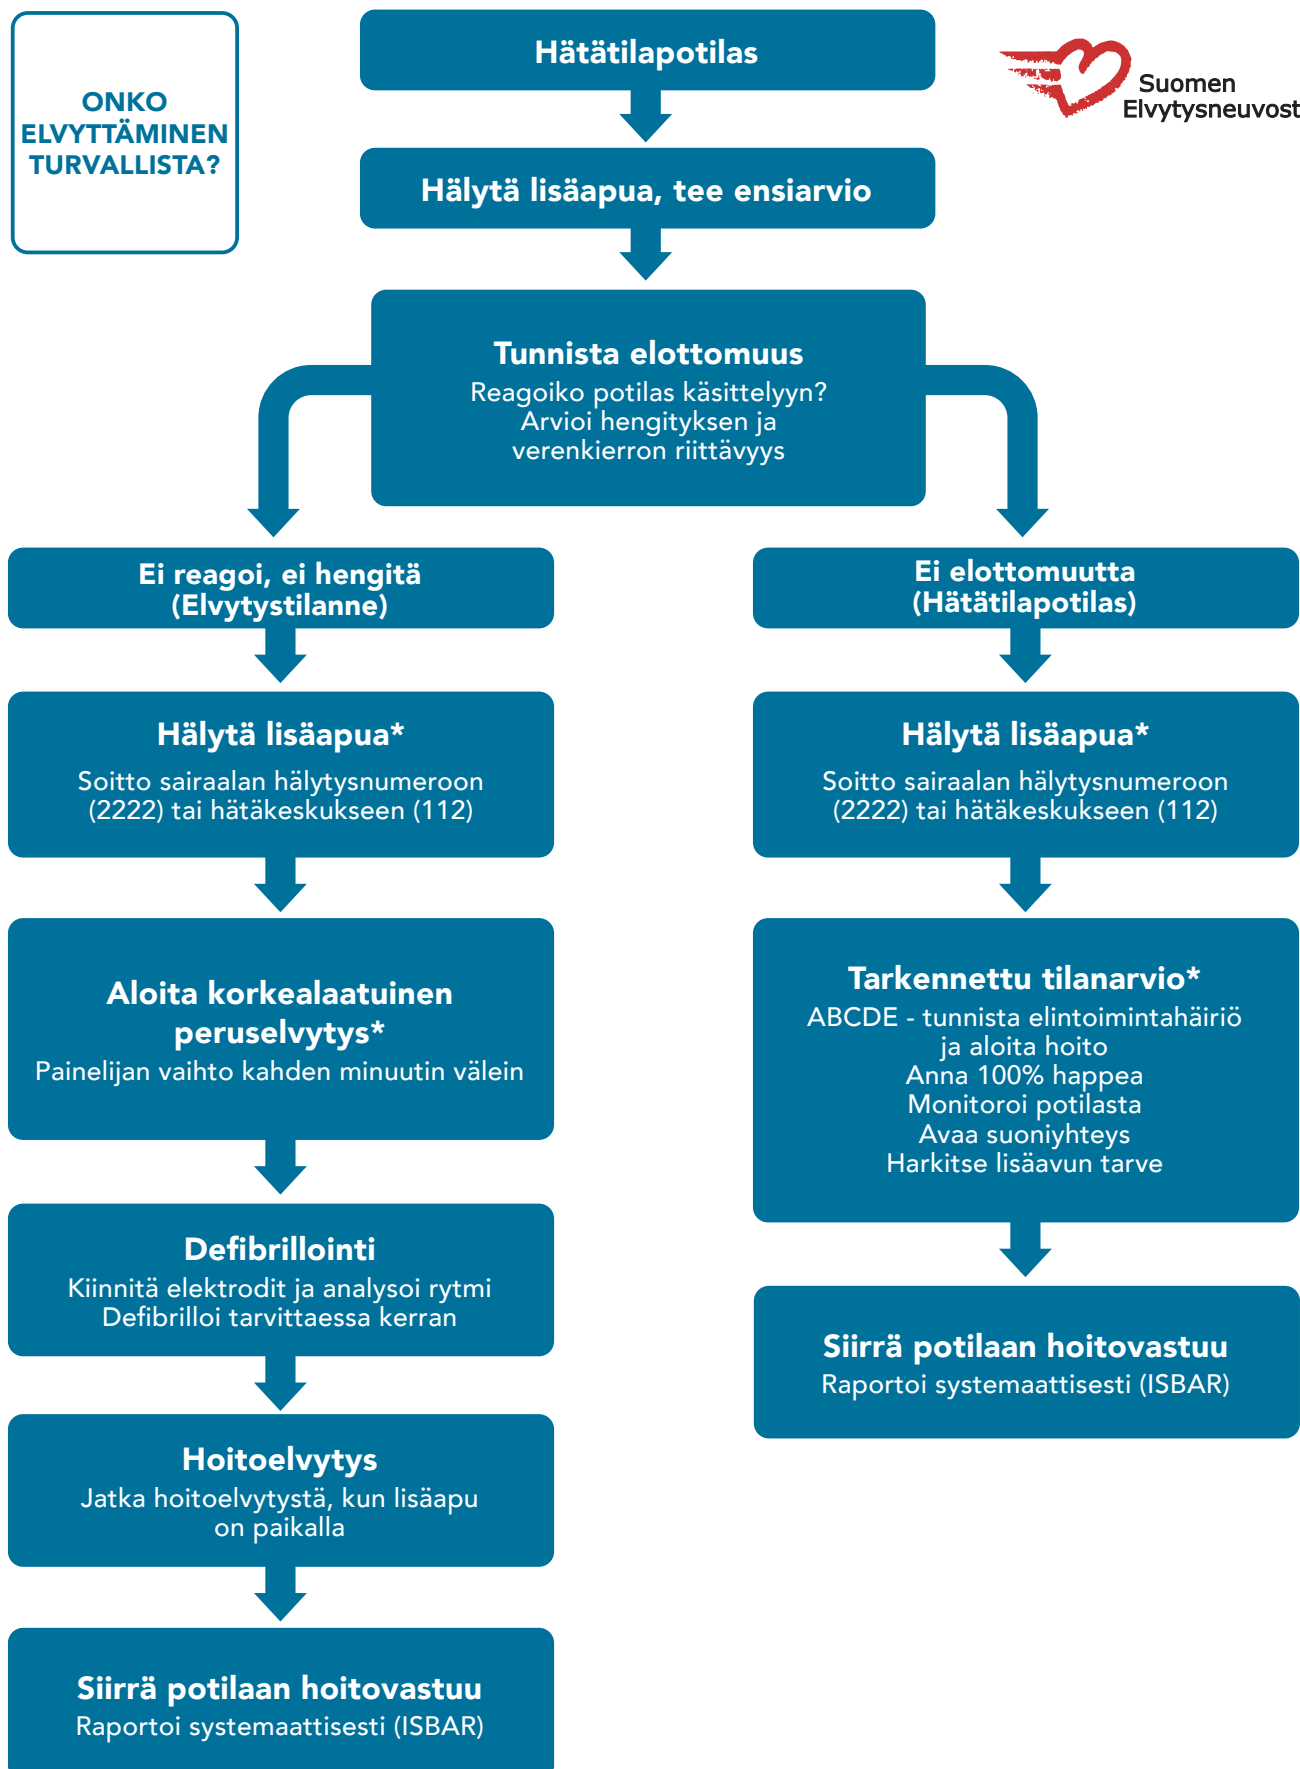 ONKO
ELVYTTÄMINEN
TURVALLISTA?
Hätätilapotilas
Suomen
Elvytysneuvost
Hälytä lisäapua, tee ensiarvio
Tunnista elottomuus
Reagoiko potilas käsittelyyn?
Arvioi hengityksen ja
verenkierron riittävyys
Ei reagoi, ei hengitä
(Elvytystilanne)
Hälytä lisäapua*
Soitto sairaalan hälytysnumeroon
(2222) tai hätäkeskukseen (112)
Aloita korkealaatuinen
peruselvytys*
Painelijan vaihto kahden minuutin välein
Defibrillointi
Kiinnitä elektrodit ja analysoi rytmi
Defibrilloi tarvittaessa kerran
Hoitoelvytys
Jatka hoitoelvytystä, kun lisäapu
on paikalla
Siirrä potilaan hoitovastuu
Raportoi systemaattisesti (ISBAR)
Ei elottomuutta
(Hätätilapotilas)
Hälytä lisäapua*
Soitto sairaalan hälytysnumeroon
(2222) tai hätäkeskukseen (112)
Tarkennettu tilanarvio*
ABCDE - tunnista elintoimintahäiriö
ja aloita hoito
Anna 100% happea
Monitoroi potilasta
Avaa suoniyhteys
Harkitse lisäavun tarve
Siirrä potilaan hoitovastuu
Raportoi systemaattisesti (ISBAR)